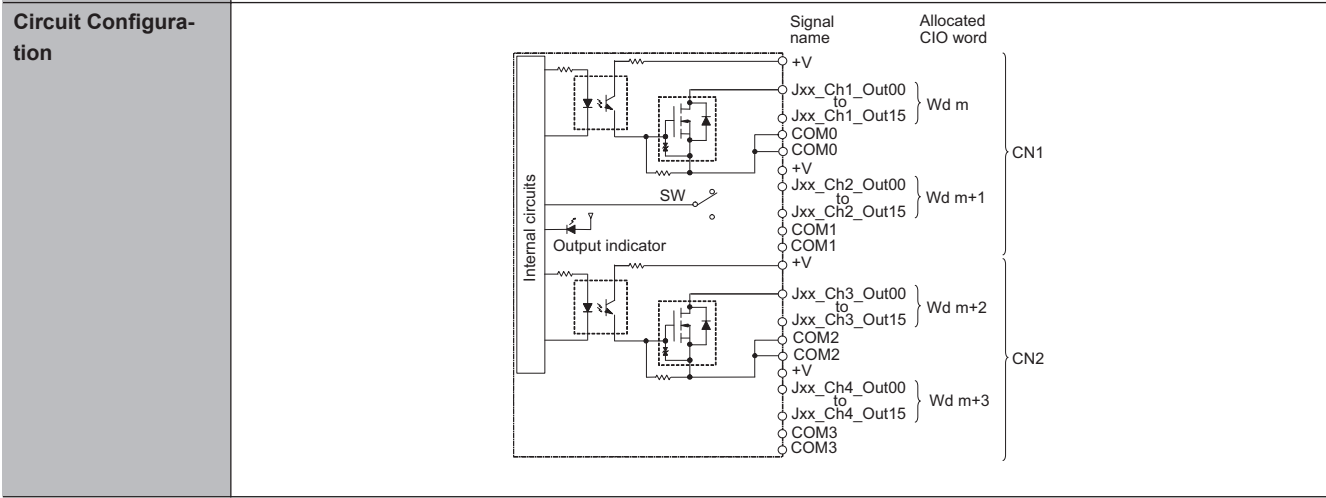 Circuit Configura-
tion
Signal
name
Allocated
CIO word
+V
Jxx_Ch1_Out00
to
Jxx_Ch1_Out15
Wd m
COM0
COM0
CN1
+V
Jxx_Ch2_Out00
to
Jxx_Ch2_Out15
Wd m+1
COM1
COM1
Internal circuits
SW
Output indicator
+V
Jxx_Ch3_Out00
to
Jxx_Ch3_Out15
Wd m+2
COM2
COM2
CN2
+V
Jxx_Ch4_Out00
to
Jxx_Ch4_Out15
Wd m+3
COM3
COM3